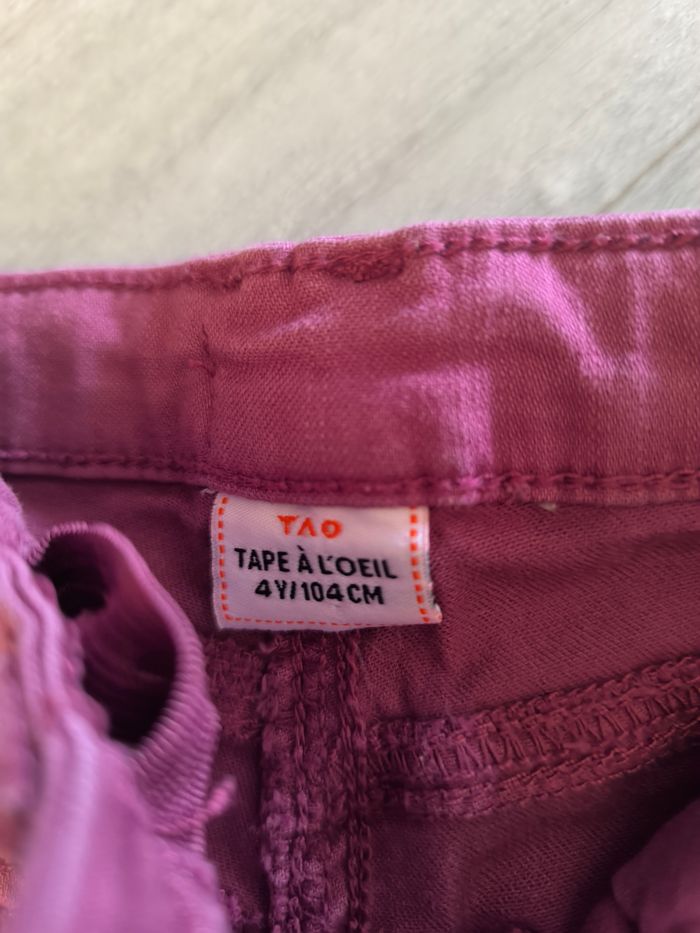 TAO
TAPE À L'OEIL
4Y/104CM